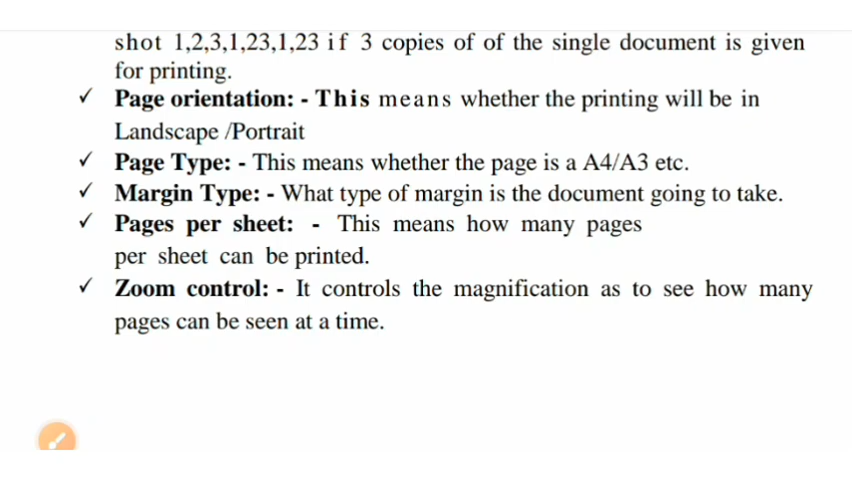 shot 1,2,3,1,23,1,23 if 3 copies of of the single document is given
for printing.
✓ Page orientation: - This means whether the printing will be in
Landscape /Portrait
✓ Page Type: - This means whether the page is a A4/A3 etc.
✓ Margin Type: - What type of margin is the document going to take.
✓ Pages per sheet: - This means how many pages
per sheet can be printed.
✓ Zoom control: - It controls the magnification as to see how many
pages can be seen at a time.